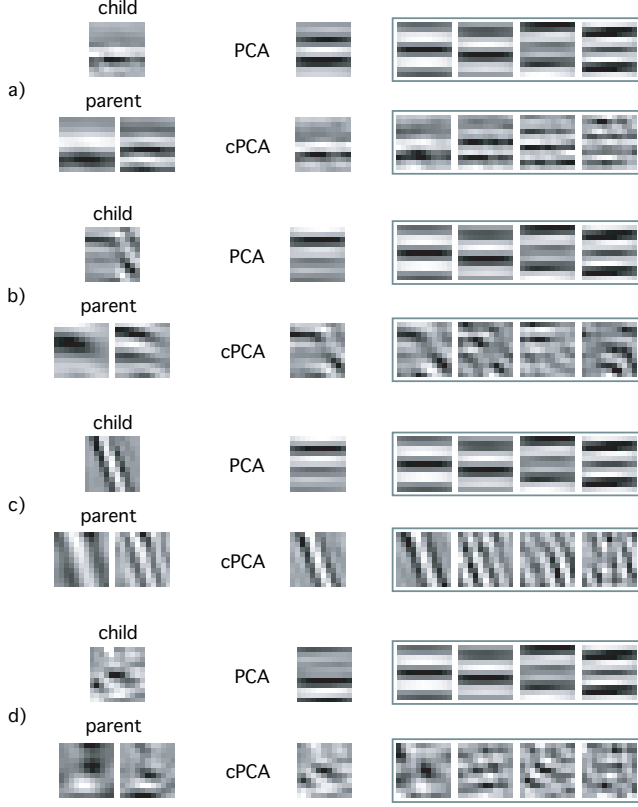 child
PCA
a)
parent
cPCA
child
PCA
b)
parent
cPCA
child
PCA
c)
parent
cPCA
child
PCA
d)
parent
cPCA